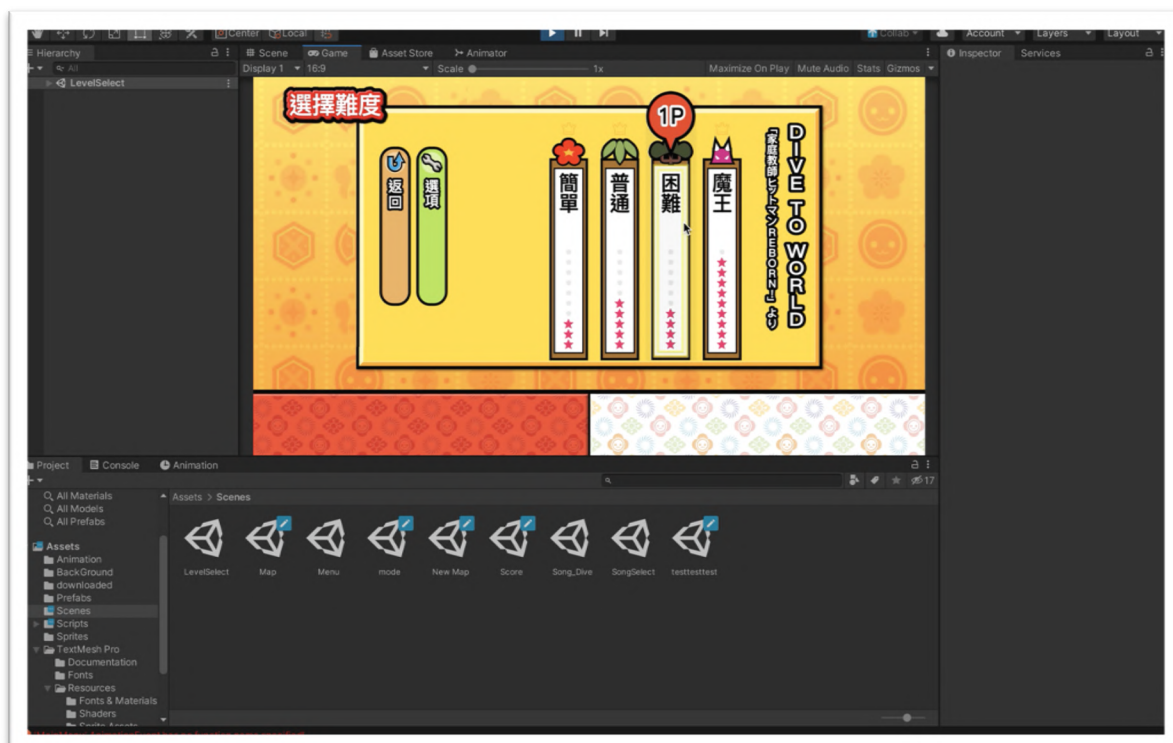 Center
Local
Collab
Account
Layers
Layout
Hierarchy
Scene
Game
Asset Store
Animator
Inspector
Services
All
Display 1
16:9
Scale
1x
Maximize On Play
Mute Audio
Stats
Gizmos
LevelSelect
選擇難度
1P
返回
選項
簡單
普通
困難
魔王
DIVE TO WORLD
「家庭教師ヒットマンREBORN!」より
Project
Console
Animation
17
All Materials
All Models
All Prefabs
Assets > Scenes
Assets
Animation
BackGround
downloaded
Prefabs
Scenes
Scripts
Sprites
TextMesh Pro
Documentation
Fonts
Resources
Fonts & Materials
Shaders
Sprite Assets
LevelSelect
Map
Menu
mode
New Map
Score
Song_Dive
SongSelect
testtesttest